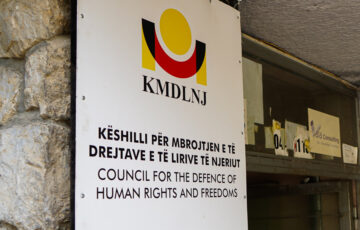 KMDLNJ
KËSHILLI PËR MBROJTJEN E TË
DREJTAVE E TË LIRIVE TË NJERIUT
COUNCIL FOR THE DEFENCE OF
HUMAN RIGHTS AND FREEDOMS